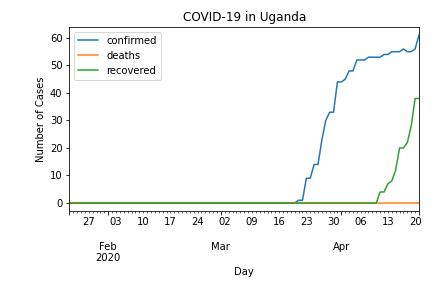 COVID-19 in Uganda
confirmed
deaths
recovered
Number of Cases
60
50
40
30
20
10
0
27 03 10 17 24 02 09 16 23 30 06 13 20
Feb Mar Apr
2020
Day